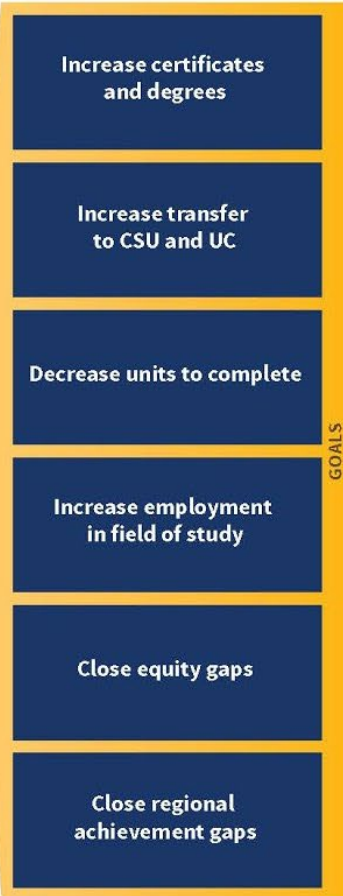 Increase certificates
and degrees
Increase transfer
to CSU and UC
Decrease units to complete
Increase employment
in field of study
Close equity gaps
Close regional
achievement gaps
GOALS